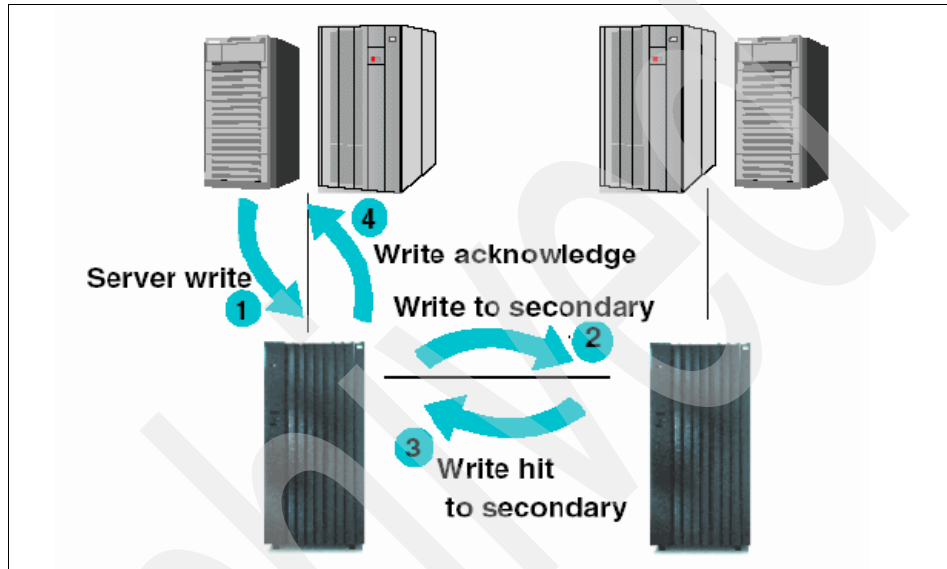 4
Write acknowledge
Server write
1
Write to secondary
2
3
Write hit
to secondary